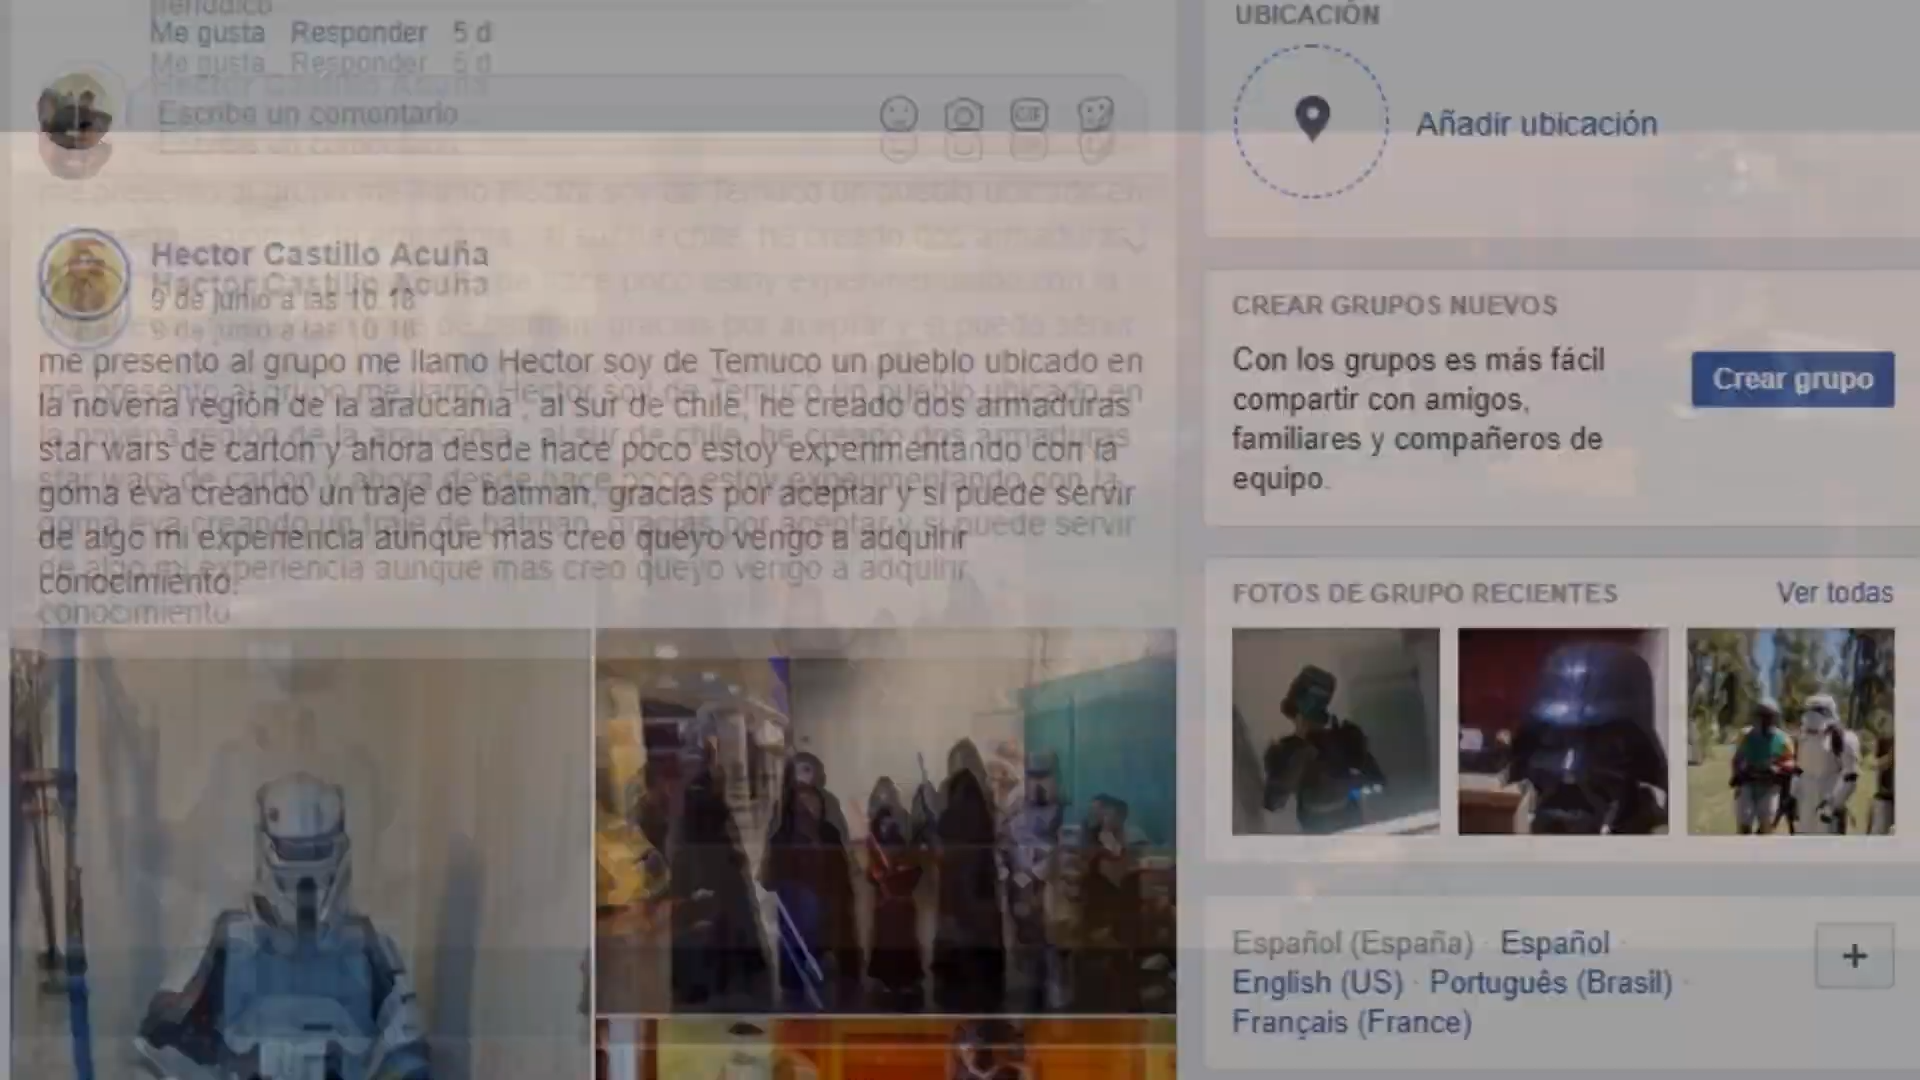 periódico
Me gusta Responder 5 d
Escribe un comentario
GIF
Hector Castillo Acuña
9 de junio a las 10:18
me presento al grupo me llamo Hector soy de Temuco un pueblo ubicado en
la novena región de la araucania , al sur de chile, he creado dos armaduras
star wars de carton y ahora desde hace poco estoy experimentando con la
goma eva creando un traje de batman, gracias por aceptar y si puede servir
de algo mi experiencia aunque mas creo queyo vengo a adquirir
conocimiento.
UBICACIÓN
Añadir ubicación
CREAR GRUPOS NUEVOS
Con los grupos es más fácil
compartir con amigos,
familiares y compañeros de
equipo.
Crear grupo
FOTOS DE GRUPO RECIENTES
Ver todas
Español (España) · Español ·
English (US) · Português (Brasil) ·
Français (France)
+